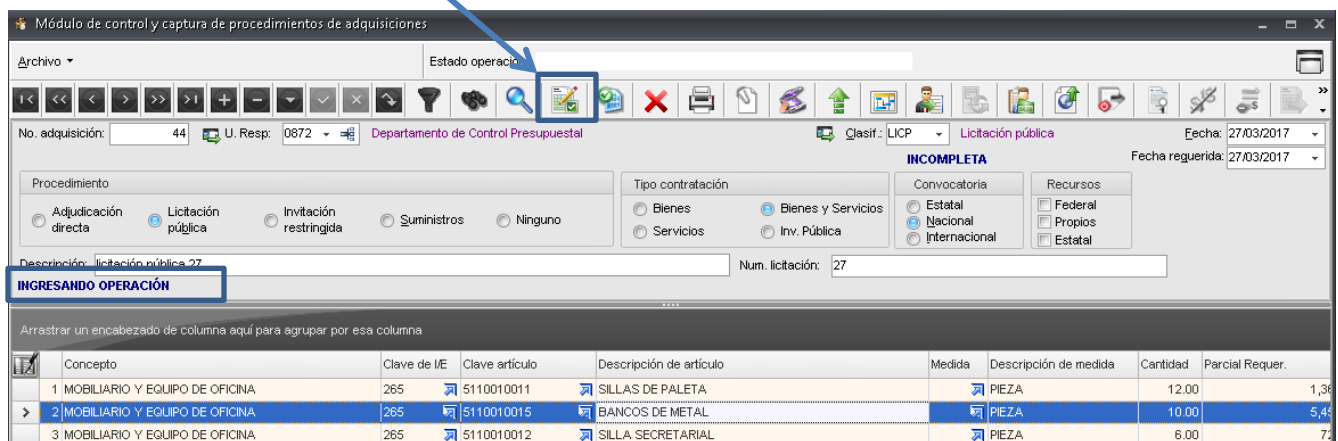 Módulo de control y captura de procedimientos de adquisiciones
Archivo Estado operació
No. adquisición: 44 U. Resp: 0872 Departamento de Control Presupuestal Clasif.: LICP Licitación pública Fecha: 27/03/2017
INCOMPLETA Fecha requerida: 27/03/2017
Procedimiento Tipo contratación Convocatoria Recursos
Adjudicación directa Licitación pública Invitación restringida Suministros Ninguno
Bienes Bienes y Servicios
Servicios Inv. Pública
Estatal
Nacional
Internacional
Federal
Propios
Estatal
Descripción: licitación pública 27 Num. licitación: 27
INGRESANDO OPERACIÓN
Arrastrar un encabezado de columna aquí para agrupar por esa columna
Concepto Clave de I/E Clave artículo Descripción de artículo Medida Descripción de medida Cantidad Parcial Requer.
1 MOBILIARIO Y EQUIPO DE OFICINA 265 5110010011 SILLAS DE PALETA PIEZA 12.00 1,36
2 MOBILIARIO Y EQUIPO DE OFICINA 265 5110010015 BANCOS DE METAL PIEZA 10.00 5,45
3 MOBILIARIO Y EQUIPO DE OFICINA 265 5110010012 SILLA SECRETARIAL PIEZA 6.00